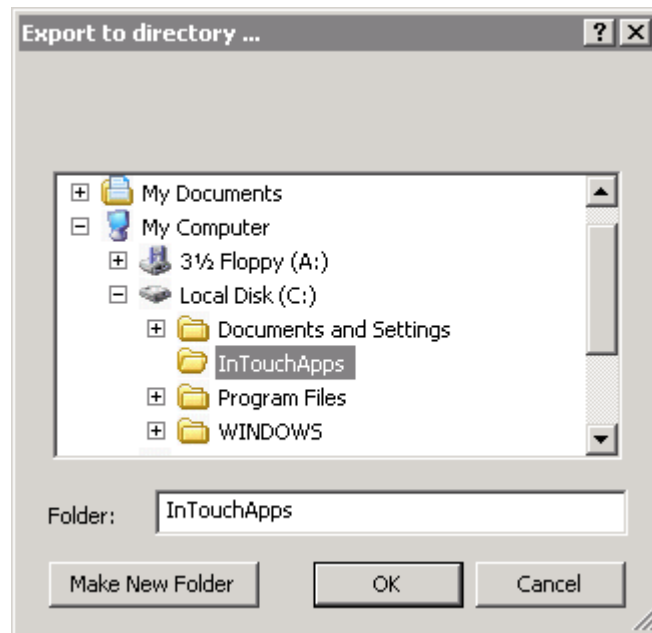 Export to directory ...
My Documents
My Computer
3½ Floppy (A:)
Local Disk (C:)
Documents and Settings
InTouchApps
Program Files
WINDOWS
Folder: InTouchApps
Make New Folder OK Cancel